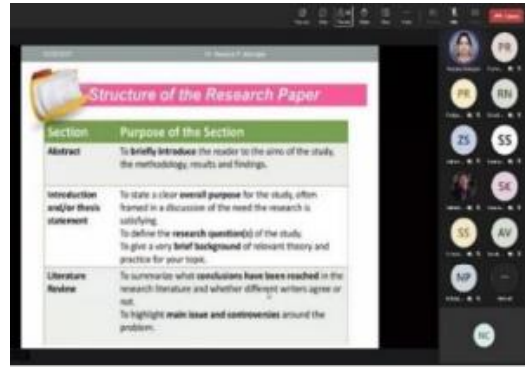 Structure of the Research Paper
Section Purpose of the Section
Abstract To briefly introduce the reader to the aims of the study,
the methodology, results and findings.
Introduction To state a clear overall purpose for the study, often
and/or thesis framed in a discussion of the need the research is
statement satisfying.
To define the research question(s) of the study.
To give a very brief background of relevant theory and
practice for your topic.
Literature To summarize what conclusions have been reached in the
Review research literature and whether different writers agree or
not.
To highlight main issue and controversies around the
problem.
PR
PR
RN
ZS
SS
SK
SS
AV
NP
NC